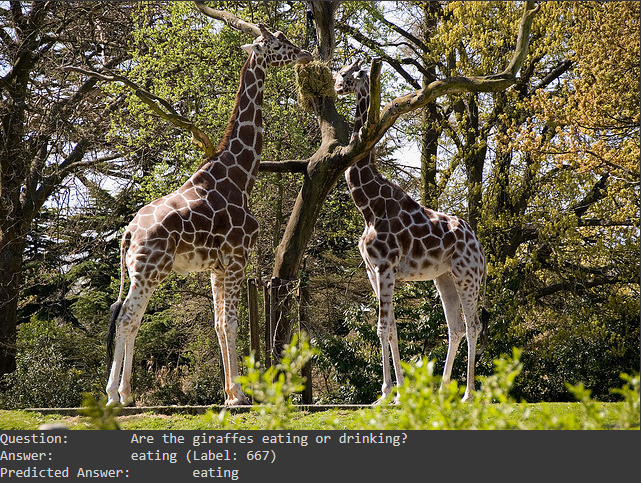 Question: Are the giraffes eating or drinking?
Answer: eating (Label: 667)
Predicted Answer: eating